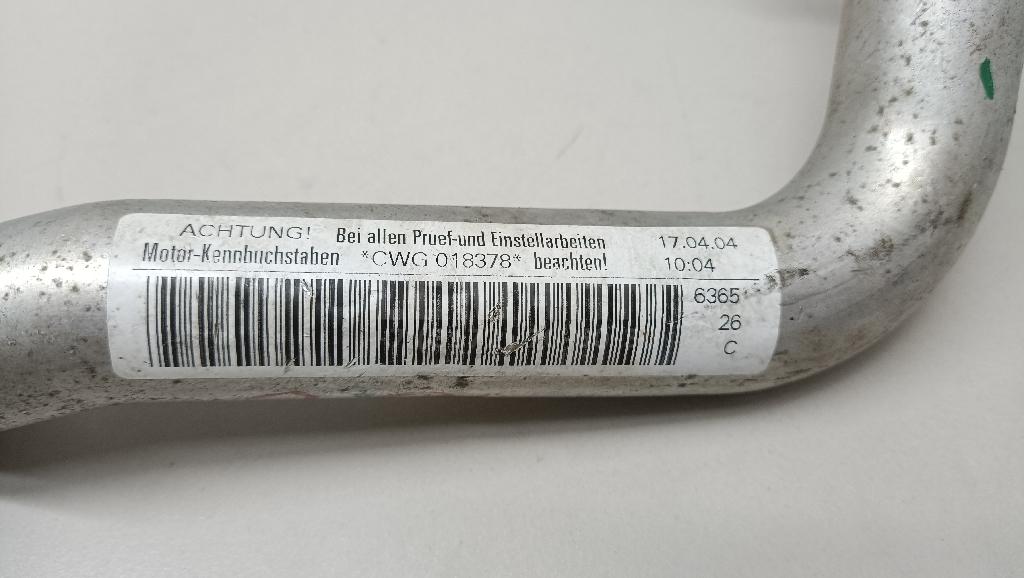 ACHTUNG! Bei allen Pruef-und Einstellarbeiten 17.04.04
Motor-Kennbuchstaben *CWG 018378* beachten! 10:04
6365
26
C